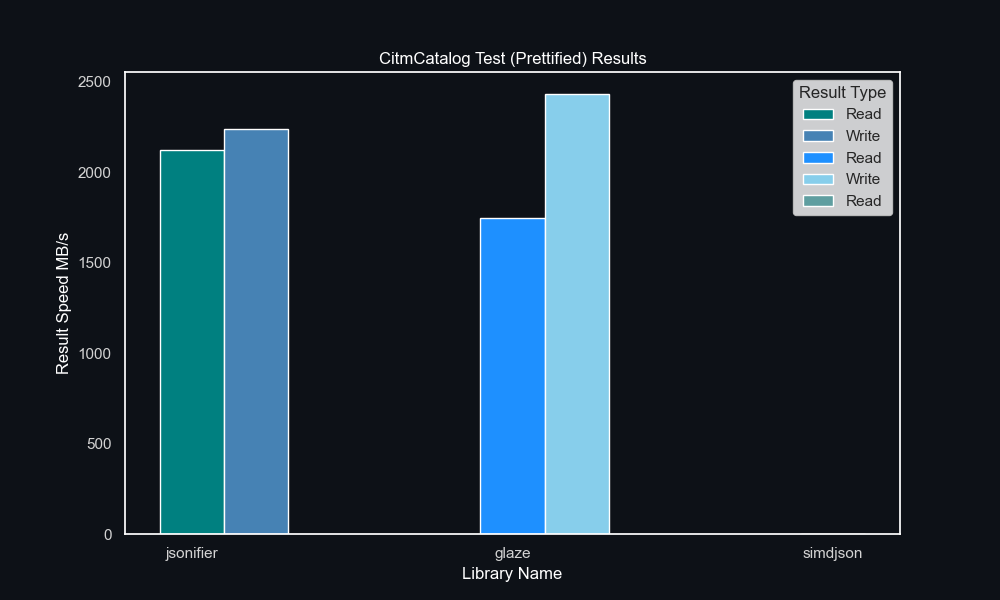 CitmCatalog Test (Prettified) Results
Result Speed MB/s
2500
2000
1500
1000
500
0
Result Type
Read
Write
Read
Write
Read
jsonifier
glaze
simdjson
Library Name